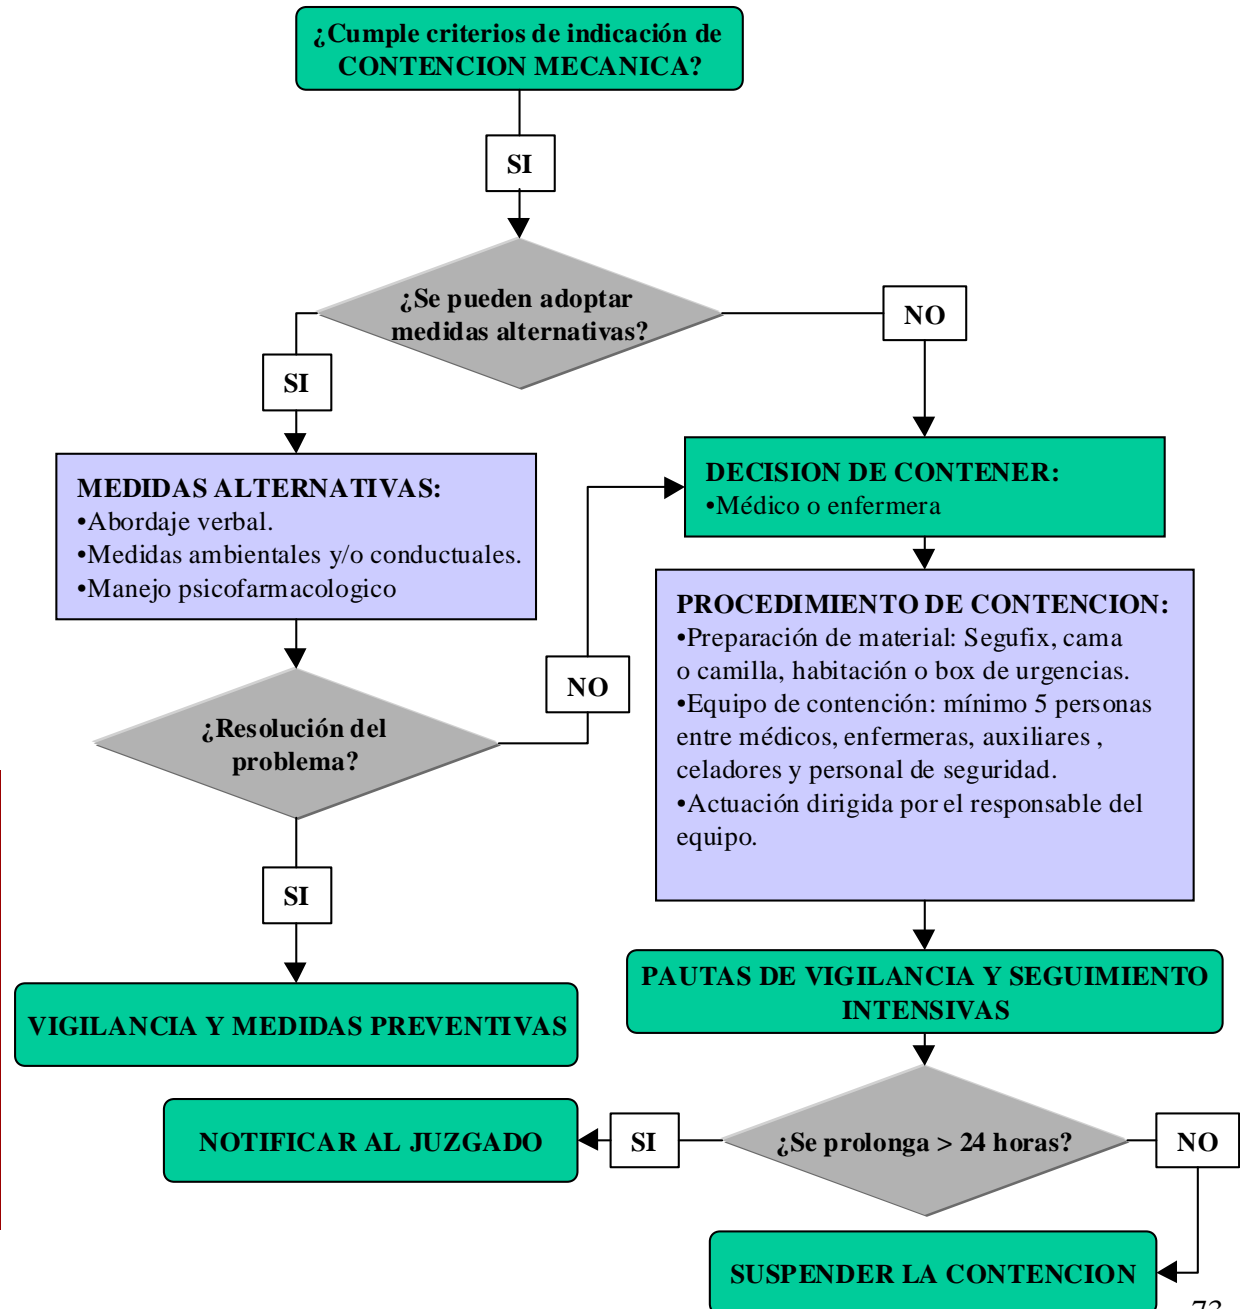 ¿Cumple criterios de indicación de
CONTENCION MECANICA?
SI
¿Se pueden adoptar
medidas alternativas?
NO
SI
MEDIDAS ALTERNATIVAS:
•Abordaje verbal.
•Medidas ambientales y/o conductuales.
•Manejo psicofarmacologico
DECISION DE CONTENER:
•Médico o enfermera
PROCEDIMIENTO DE CONTENCION:
•Preparación de material: Segufix, cama
o camilla, habitación o box de urgencias.
•Equipo de contención: mínimo 5 personas
entre médicos, enfermeras, auxiliares ,
celadores y personal de seguridad.
•Actuación dirigida por el responsable del
equipo.
NO
¿Resolución del
problema?
SI
VIGILANCIA Y MEDIDAS PREVENTIVAS
PAUTAS DE VIGILANCIA Y SEGUIMIENTO
INTENSIVAS
¿Se prolonga > 24 horas?
SI
NOTIFICAR AL JUZGADO
NO
SUSPENDER LA CONTENCION